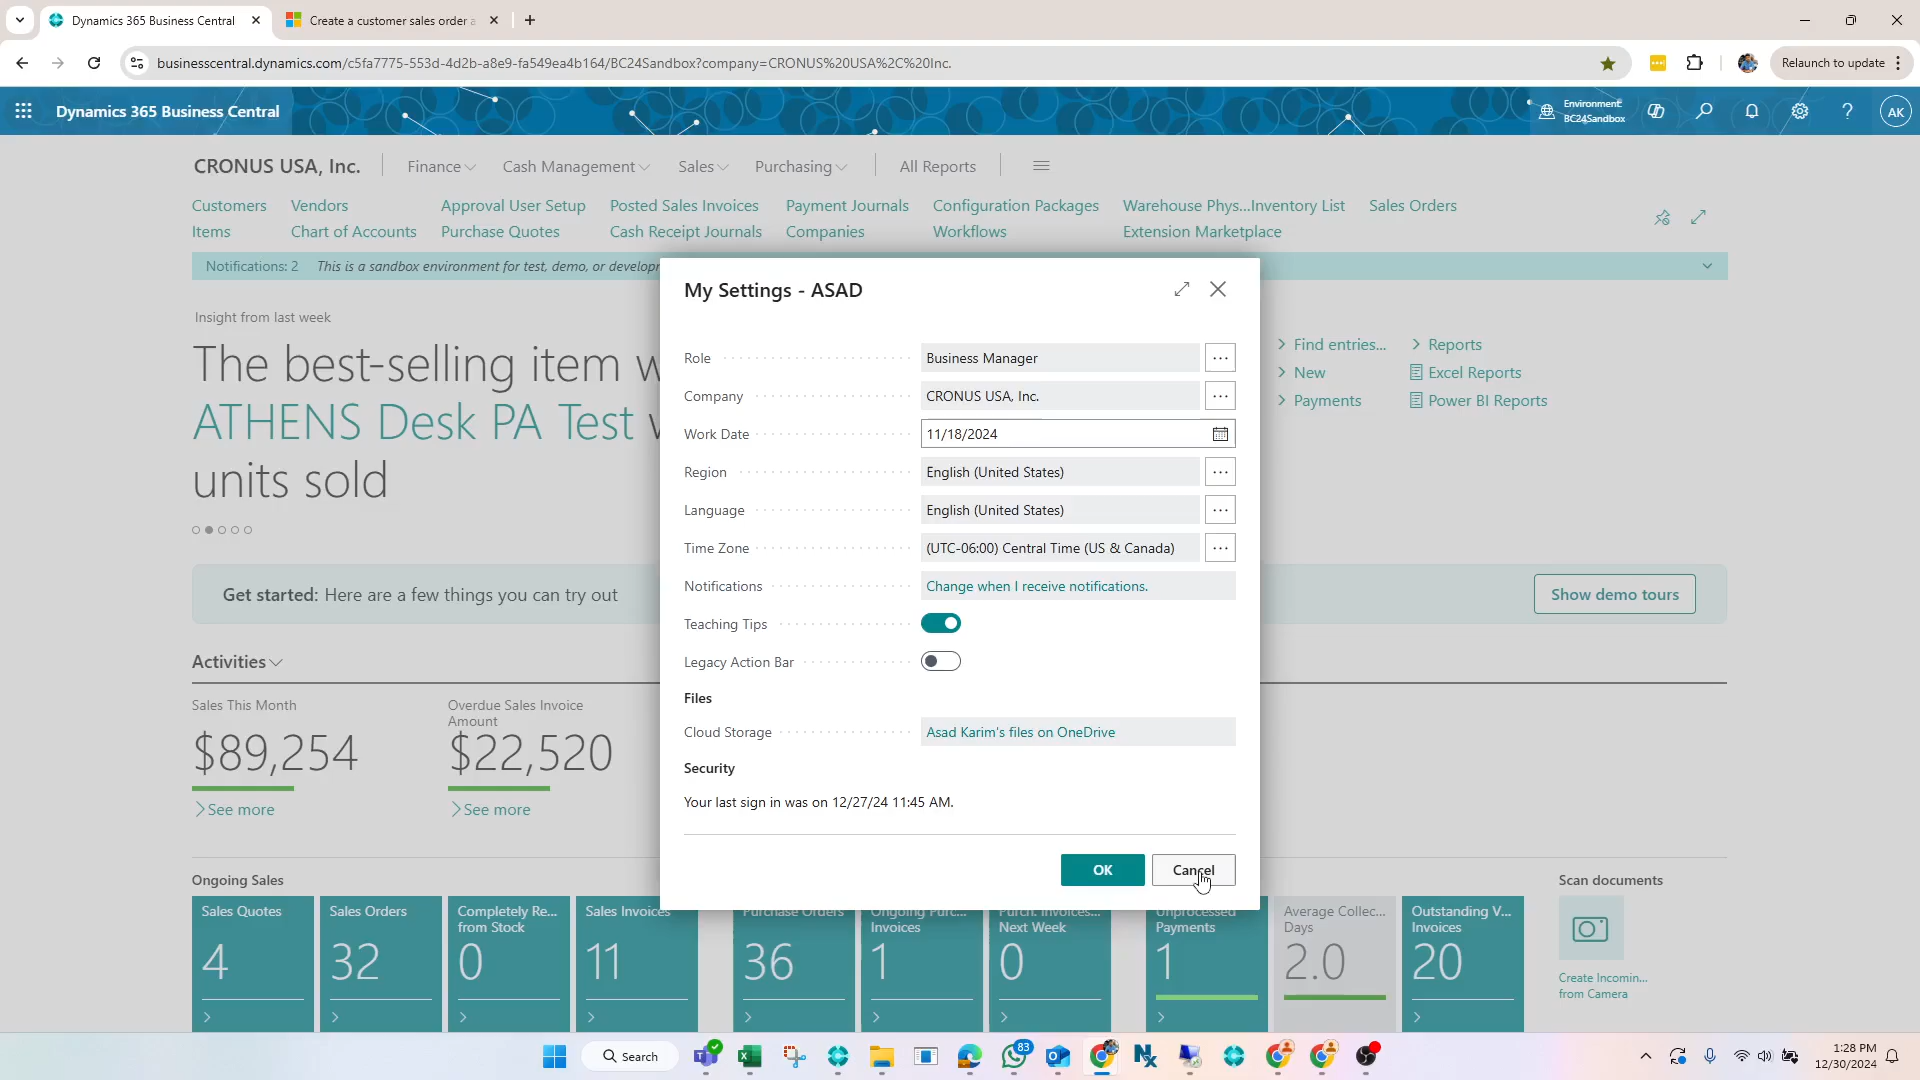 Dynamics 365 Business Central
Create a customer sales order
businesscentral.dynamics.com/c5fa7775-553d-4d2b-a8e9-fa549ea4b164/BC24Sandbox?company=CRONUS%20USA%2C%20Inc.
Relaunch to update
Dynamics 365 Business Central
Environment:
BC24Sandbox
AK
CRONUS USA, Inc.
Finance
Cash Management
Sales
Purchasing
All Reports
Customers
Vendors
Approval User Setup
Posted Sales Invoices
Payment Journals
Configuration Packages
Warehouse Phys...Inventory List
Sales Orders
Items
Chart of Accounts
Purchase Quotes
Cash Receipt Journals
Companies
Workflows
Extension Marketplace
Notifications: 2
This is a sandbox environment for test, demo, or develop
Insight from last week
The best-selling item w
ATHENS Desk PA Test
units sold
Find entries...
Reports
New
Excel Reports
Payments
Power BI Reports
My Settings - ASAD
Role
Business Manager
Company
CRONUS USA, Inc.
Work Date
11/18/2024
Region
English (United States)
Language
English (United States)
Time Zone
(UTC-06:00) Central Time (US & Canada)
Notifications
Change when I receive notifications.
Teaching Tips
Legacy Action Bar
Files
Cloud Storage
Asad Karim's files on OneDrive
Security
Your last sign in was on 12/27/24 11:45 AM.
OK
Cancel
Get started: Here are a few things you can try out
Show demo tours
Activities
Sales This Month
$89,254
See more
Overdue Sales Invoice
Amount
$22,520
See more
Ongoing Sales
Scan documents
Sales Quotes
4
Sales Orders
32
Completely Re...
from Stock
0
Sales Invoices
11
Purchase Orders
36
Ongoing Purc...
Invoices
1
Purch. Invoices...
Next Week
0
Unprocessed
Payments
1
Average Collec...
Days
2.0
Outstanding V...
Invoices
20
Create Incomin...
from Camera
Search
83
1:28 PM
12/30/2024